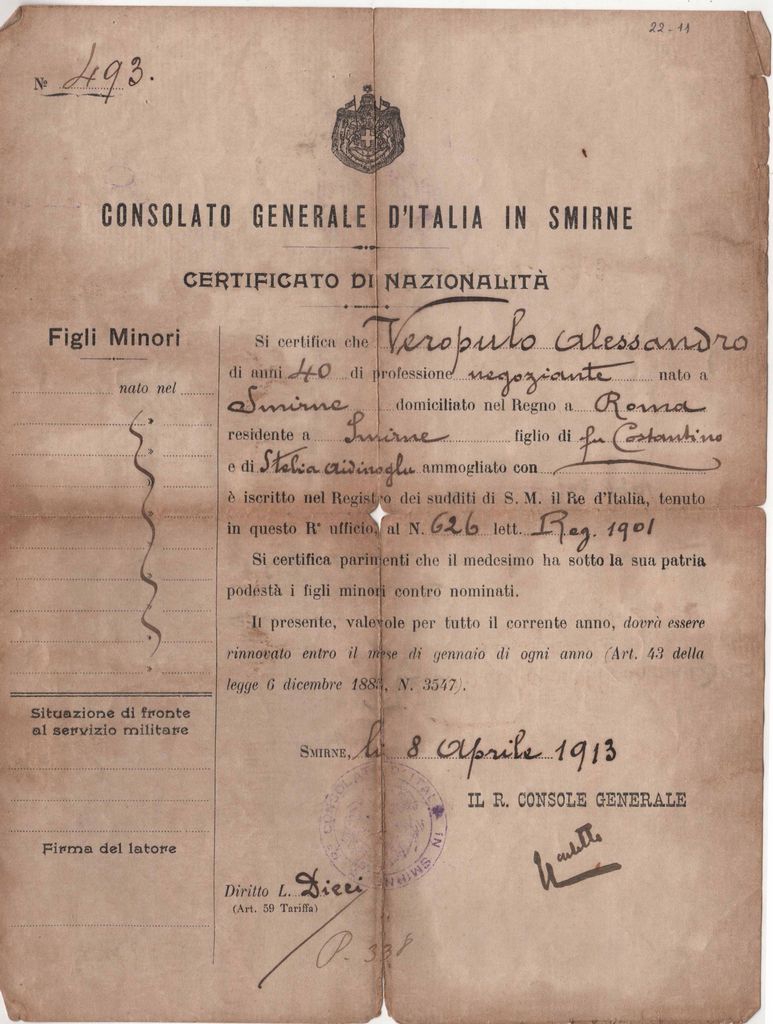 22-11
Nº 493.
CONSOLATO GENERALE D'ITALIA IN SMIRNE
CERTIFICATO DI NAZIONALITÀ
Figli Minori
nato nel
Situazione di fronte
al servizio militare
Firma del latore
Si certifica che Veropulo Alessandro
di anni 40 di professione negoziante nato a
Smirne domiciliato nel Regno a Roma
residente a Smirne figlio di fu Costantino
e di Stelia Aidinoglu ammogliato con
è iscritto nel Registro dei sudditi di S. M. il Re d'Italia, tenuto
in questo Rº ufficio, al N. 626 lett. Reg. 1901
Si certifica parimenti che il medesimo ha sotto la sua patria
podestà i figli minori contro nominati.
Il presente, valevole per tutto il corrente anno, dovrà essere
rinnovato entro il mese di gennaio di ogni anno (Art. 43 della
legge 6 dicembre 188, N. 3547).
SMIRNE, li 8 Aprile 1913
IL R. CONSOLE GENERALE
IN SMIRNE
Diritto L. Dieci
(Art. 59 Tariffa)
P. 338